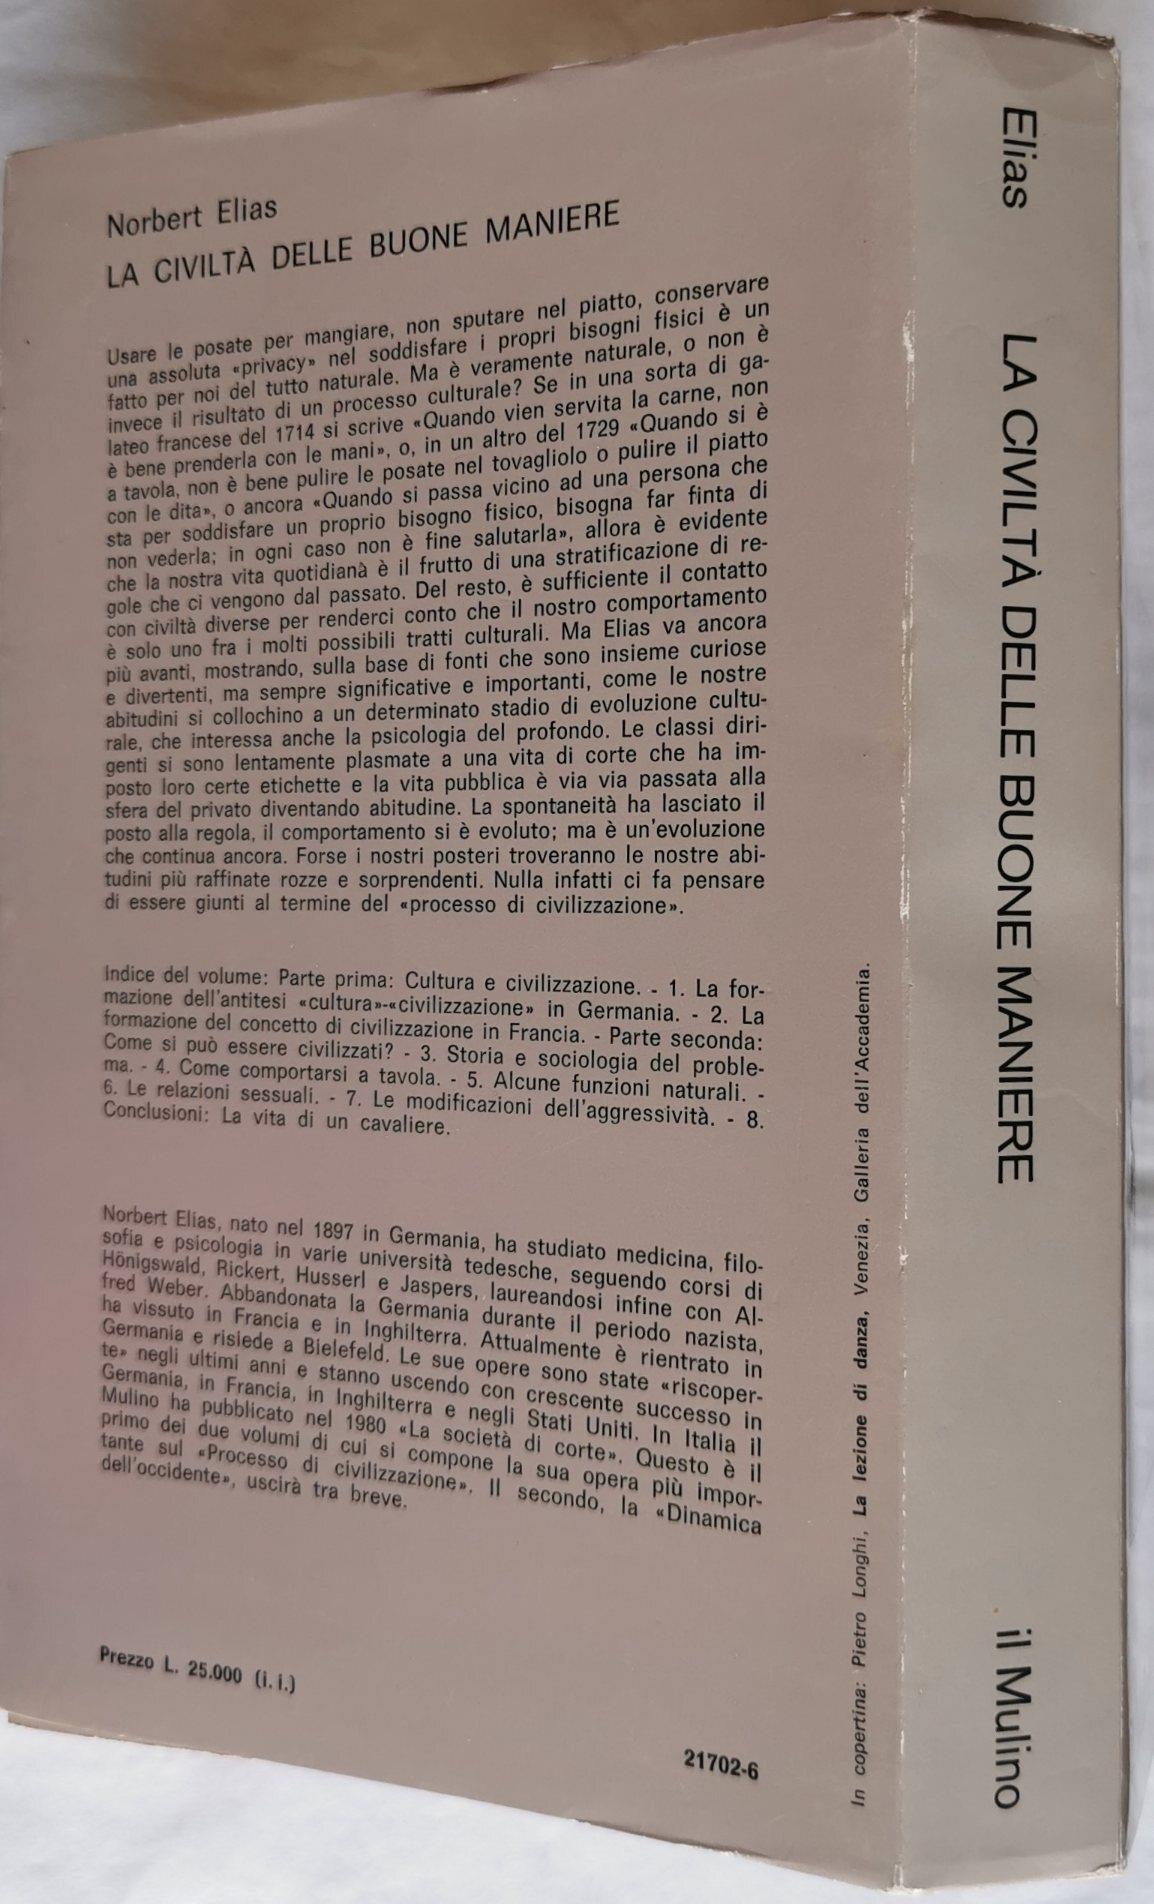 Norbert Elias
LA CIVILTÀ DELLE BUONE MANIERE
Usare le posate per mangiare, non sputare nel piatto, conservare
una assoluta «privacy» nel soddisfare i propri bisogni fisici è un
fatto per noi del tutto naturale. Ma è veramente naturale, o non è
invece il risultato di un processo culturale? Se in una sorta di ga-
lateo francese del 1714 si scrive «Quando vien servita la carne, non
è bene prenderla con le mani», o, in un altro del 1729 «Quando si è
a tavola, non è bene pulire le posate nel tovagliolo o pulire il piatto
con le dita», o ancora «Quando si passa vicino ad una persona che
sta per soddisfare un proprio bisogno fisico, bisogna far finta di
non vederla; in ogni caso non è fine salutarla», allora è evidente
che la nostra vita quotidianà è il frutto di una stratificazione di re-
gole che ci vengono dal passato. Del resto, è sufficiente il contatto
con civiltà diverse per renderci conto che il nostro comportamento
è solo uno fra i molti possibili tratti culturali. Ma Elias va ancora
più avanti, mostrando, sulla base di fonti che sono insieme curiose
e divertenti, ma sempre significative e importanti, come le nostre
abitudini si collochino a un determinato stadio di evoluzione cultu-
rale, che interessa anche la psicologia del profondo. Le classi diri-
genti si sono lentamente plasmate a una vita di corte che ha im-
posto loro certe etichette e la vita pubblica è via via passata alla
sfera del privato diventando abitudine. La spontaneità ha lasciato il
posto alla regola, il comportamento si è evoluto; ma è un'evoluzione
che continua ancora. Forse i nostri posteri troveranno le nostre abi-
tudini più raffinate rozze e sorprendenti. Nulla infatti ci fa pensare
di essere giunti al termine del «processo di civilizzazione».
Indice del volume: Parte prima: Cultura e civilizzazione. - 1. La for-
mazione dell'antitesi «cultura»-«civilizzazione» in Germania. - 2. La
formazione del concetto di civilizzazione in Francia. - Parte seconda:
Come si può essere civilizzati? - 3. Storia e sociologia del proble-
ma. - 4. Come comportarsi a tavola. - 5. Alcune funzioni naturali. -
6. Le relazioni sessuali. - 7. Le modificazioni dell'aggressività. - 8.
Conclusioni: La vita di un cavaliere.
Norbert Elias, nato nel 1897 in Germania, ha studiato medicina, filo-
sofia e psicologia in varie università tedesche, seguendo corsi di
Hönigswald, Rickert, Husserl e Jaspers, laureandosi infine con Al-
fred Weber. Abbandonata la Germania durante il periodo nazista,
ha vissuto in Francia e in Inghilterra. Attualmente è rientrato in
Germania e risiede a Bielefeld. Le sue opere sono state «riscoper-
te» negli ultimi anni e stanno uscendo con crescente successo in
Germania, in Francia, in Inghilterra e negli Stati Uniti. In Italia il
Mulino ha pubblicato nel 1980 «La società di corte». Questo è il
primo dei due volumi di cui si compone la sua opera più impor-
tante sul «Processo di civilizzazione». Il secondo, la «Dinamica
dell'occidente», uscirà tra breve.
Prezzo L. 25.000 (i. i.)
21702-6
In copertina: Pietro Longhi, La lezione di danza, Venezia, Galleria dell'Accademia.
Elias LA CIVILTÀ DELLE BUONE MANIERE il Mulino